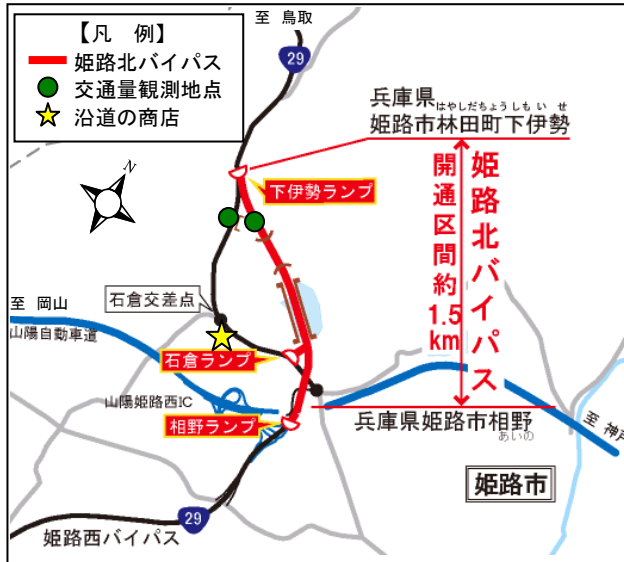 【凡　例】
姫路北バイパス
交通量観測地点
沿道の商店
至 鳥取
29
兵庫県
はやしだちょうしもいせ
姫路市林田町下伊勢
N
下伊勢ランプ
姫路北バイパス
開通区間約1.5km
石倉交差点
至 岡山
山陽自動車道
石倉ランプ
山陽姫路西IC
相野ランプ
兵庫県姫路市相野
あいの
至 神戸
姫路市
29
姫路西バイパス